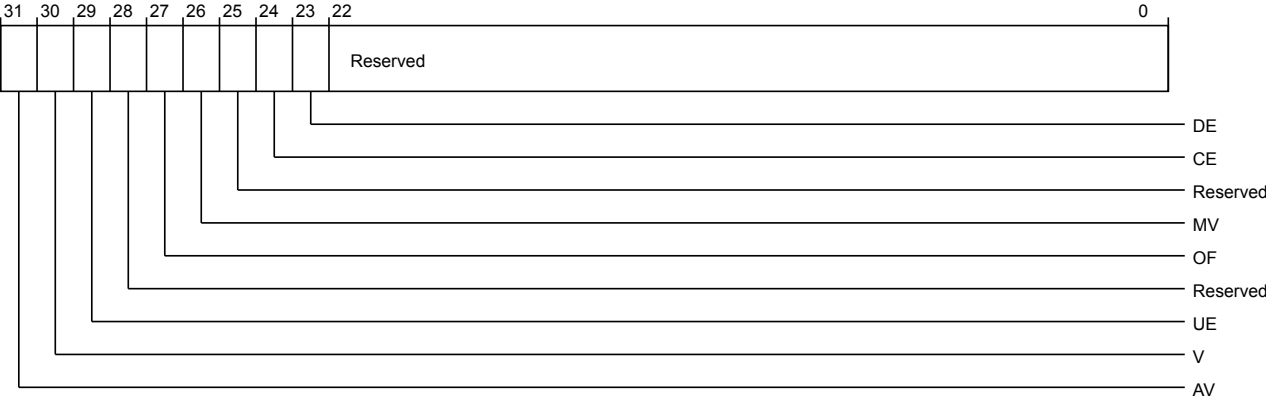 31 30 29 28 27 26 25 24 23 22 0
Reserved
DE
CE
Reserved
MV
OF
Reserved
UE
V
AV